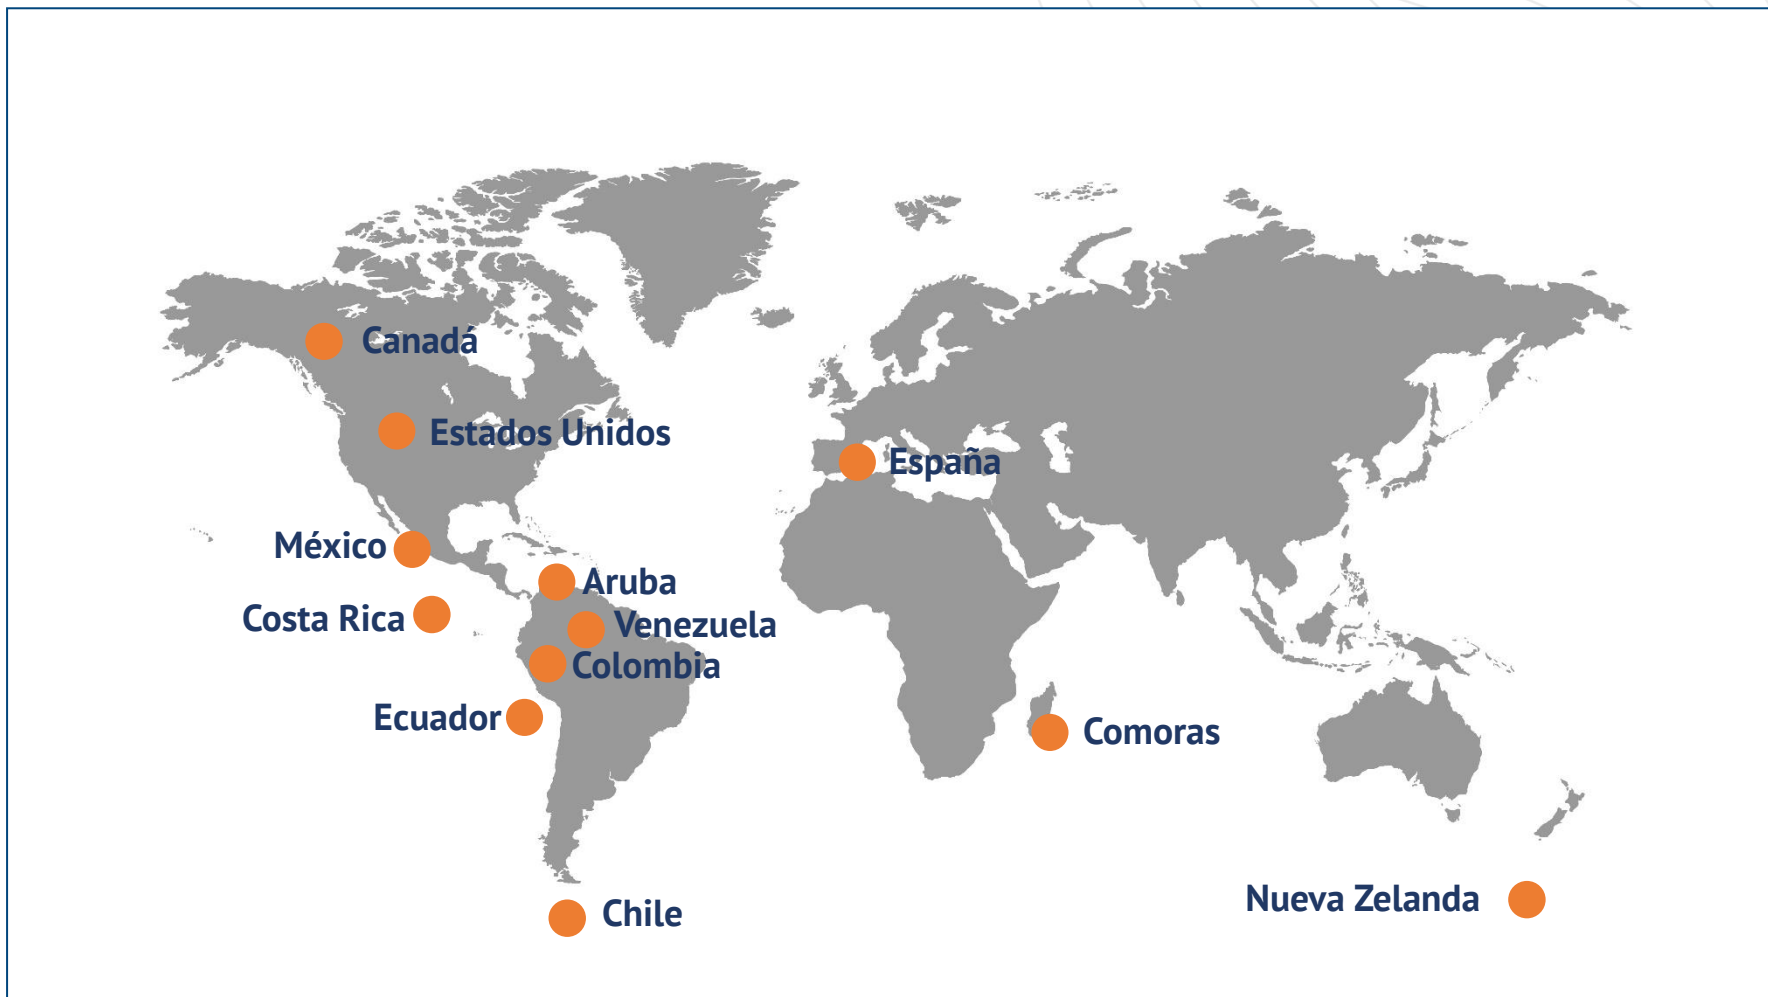 Canadá
Estados Unidos
España
México
Aruba
Costa Rica
Venezuela
Colombia
Ecuador
Comoras
Nueva Zelanda
Chile